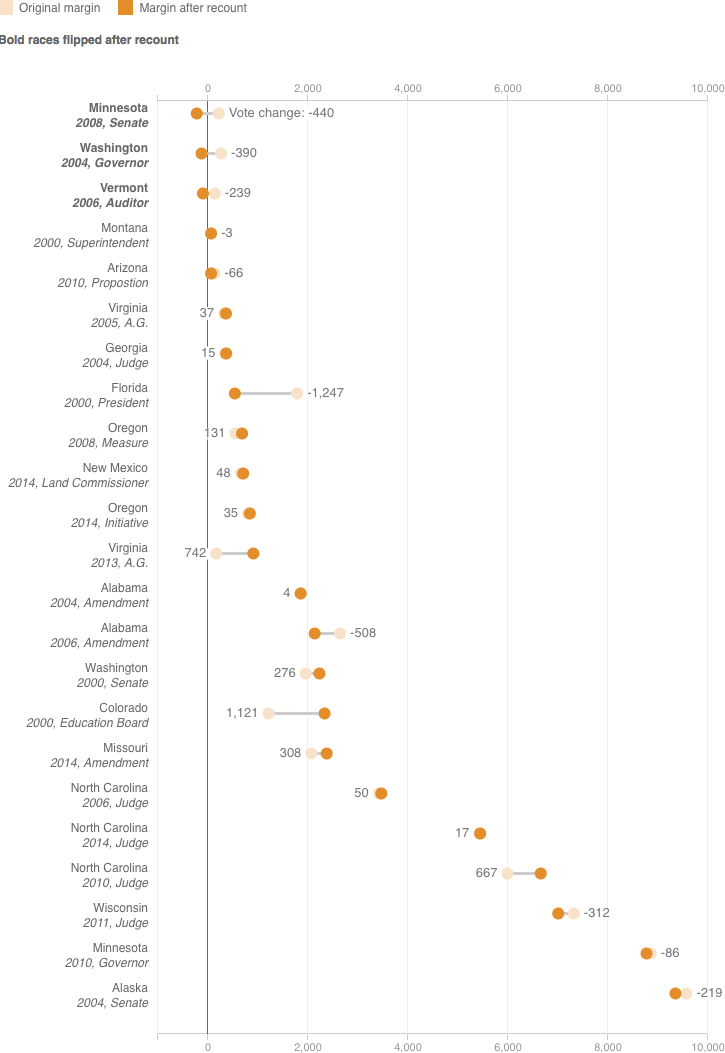 Original margin Margin after recount
Bold races flipped after recount
0 2,000 4,000 6,000 8,000 10,000
Minnesota
2008, Senate
Vote change: -440
Washington
2004, Governor
-390
Vermont
2006, Auditor
-239
Montana
2000, Superintendent
-3
Arizona
2010, Propostion
-66
Virginia
2005, A.G.
37
Georgia
2004, Judge
15
Florida
2000, President
-1,247
Oregon
2008, Measure
131
New Mexico
2014, Land Commissioner
48
Oregon
2014, Initiative
35
Virginia
2013, A.G.
742
Alabama
2004, Amendment
4
Alabama
2006, Amendment
-508
Washington
2000, Senate
276
Colorado
2000, Education Board
1,121
Missouri
2014, Amendment
308
North Carolina
2006, Judge
50
North Carolina
2014, Judge
17
North Carolina
2010, Judge
667
Wisconsin
2011, Judge
-312
Minnesota
2010, Governor
-86
Alaska
2004, Senate
-219
0 2,000 4,000 6,000 8,000 10,000